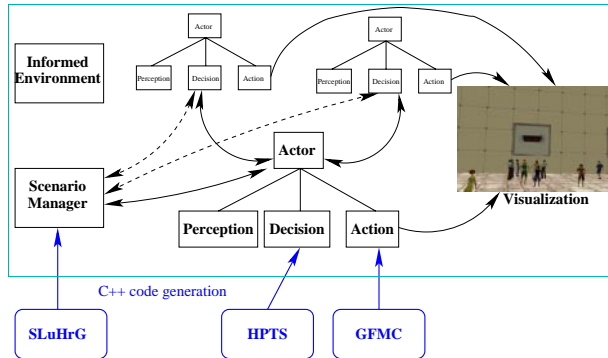 Actor
Actor
Informed
Environment
Perception
Decision
Action
Perception
Decision
Action
Actor
Scenario
Manager
Visualization
Perception
Decision
Action
C++ code generation
SLuHrG
HPTS
GFMC